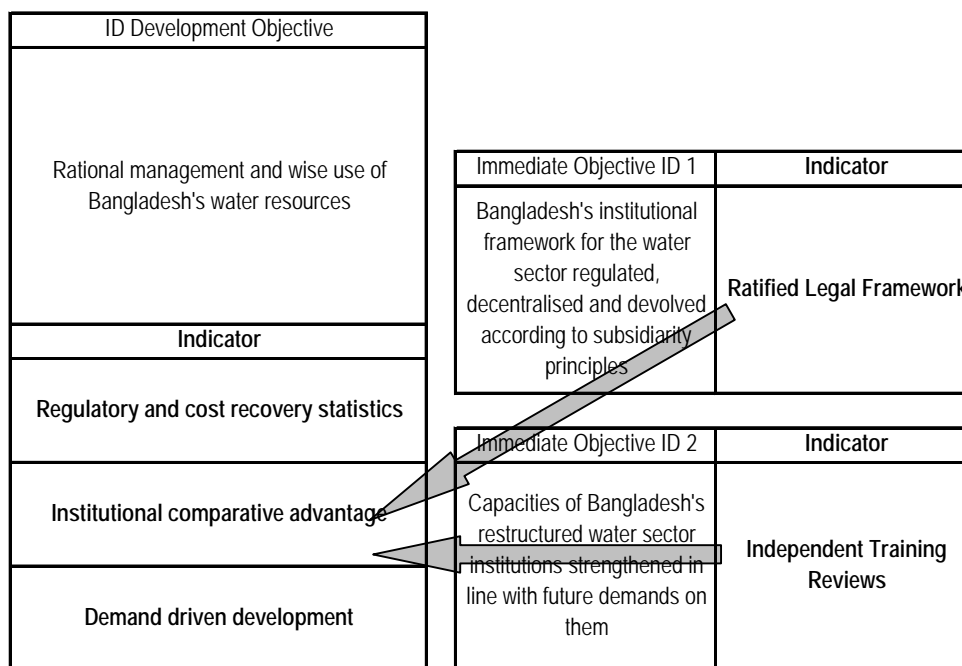 ID Development Objective
Rational management and wise use of
Bangladesh's water resources
Indicator
Regulatory and cost recovery statistics
Institutional comparative advantage
Demand driven development
Immediate Objective ID 1
Indicator
Bangladesh's institutional
framework for the water
sector regulated,
decentralised and devolved
according to subsidiarity
principles
Ratified Legal Framework
Immediate Objective ID 2
Indicator
Capacities of Bangladesh's
restructured water sector
institutions strengthened in
line with future demands on
them
Independent Training
Reviews